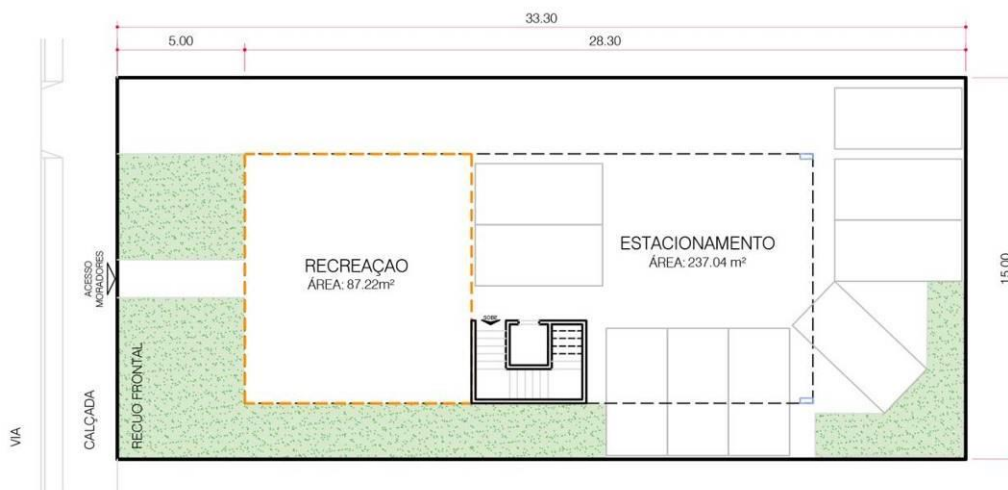 33.30
5.00
28.30
RECREAÇAO
ÁREA: 87.22m²
ESTACIONAMENTO
ÁREA: 237.04 m²
15.00
ACESSO
MORADORES
SOBE
RECUO FRONTAL
CALÇADA
VIA